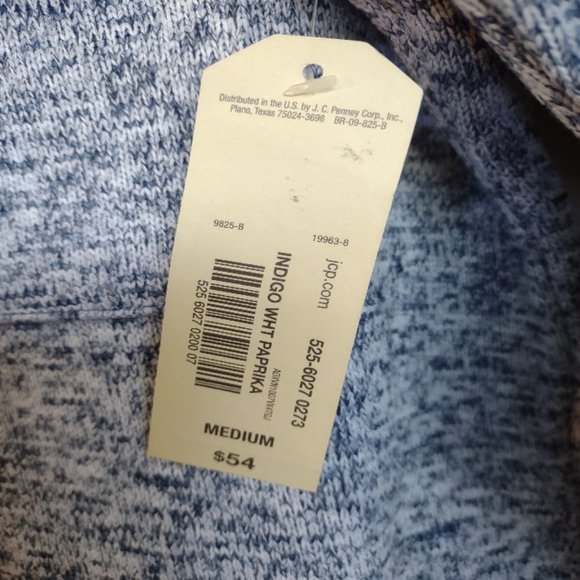 Distributed in the U.S. by J. C. Penney Corp., Inc.,
Plano, Texas 75024-3698 BR-09-825-B
9825-B 19963-8
jcp.com
525-6027 0273
INDIGO WHT PAPRIKA
525 6027 0200 07
MEDIUM
$54